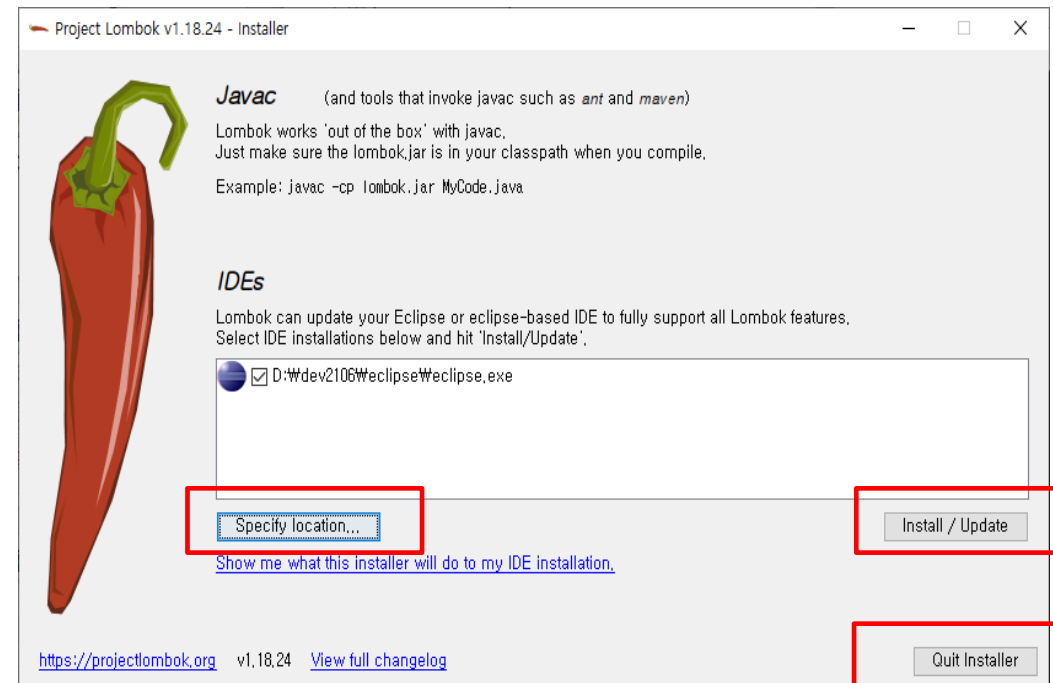 Project Lombok v1.18.24 - Installer
Javac (and tools that invoke javac such as ant and maven)
Lombok works 'out of the box' with javac.
Just make sure the lombok.jar is in your classpath when you compile.
Example: javac -cp lombok.jar MyCode.java
IDEs
Lombok can update your Eclipse or eclipse-based IDE to fully support all Lombok features.
Select IDE installations below and hit 'Install/Update'.
D:₩dev2106₩eclipse₩eclipse.exe
Specify location... Install / Update
Show me what this installer will do to my IDE installation.
https://projectlombok.org v1.18.24 View full changelog Quit Installer